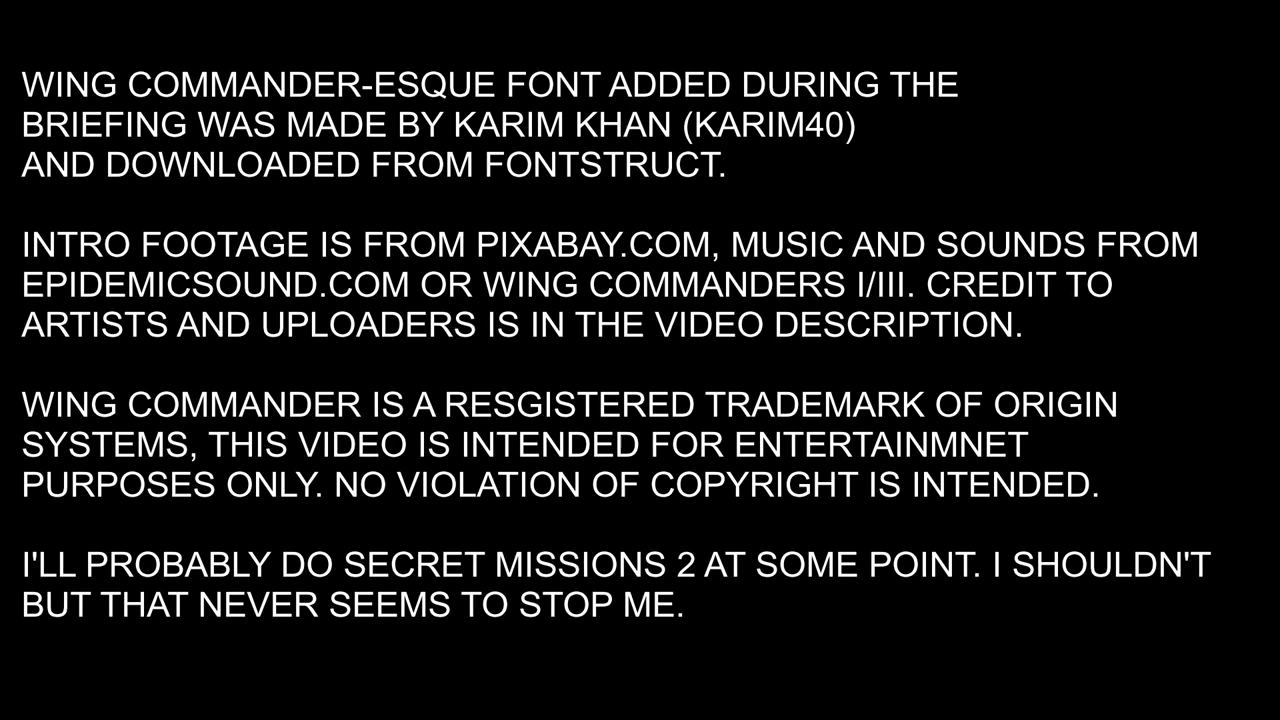 WING COMMANDER-ESQUE FONT ADDED DURING THE
BRIEFING WAS MADE BY KARIM KHAN (KARIM40)
AND DOWNLOADED FROM FONTSTRUCT.
INTRO FOOTAGE IS FROM PIXABAY.COM, MUSIC AND SOUNDS FROM
EPIDEMICSOUND.COM OR WING COMMANDERS I/III. CREDIT TO
ARTISTS AND UPLOADERS IS IN THE VIDEO DESCRIPTION.
WING COMMANDER IS A RESGISTERED TRADEMARK OF ORIGIN
SYSTEMS, THIS VIDEO IS INTENDED FOR ENTERTAINMNET
PURPOSES ONLY. NO VIOLATION OF COPYRIGHT IS INTENDED.
I'LL PROBABLY DO SECRET MISSIONS 2 AT SOME POINT. I SHOULDN'T
BUT THAT NEVER SEEMS TO STOP ME.